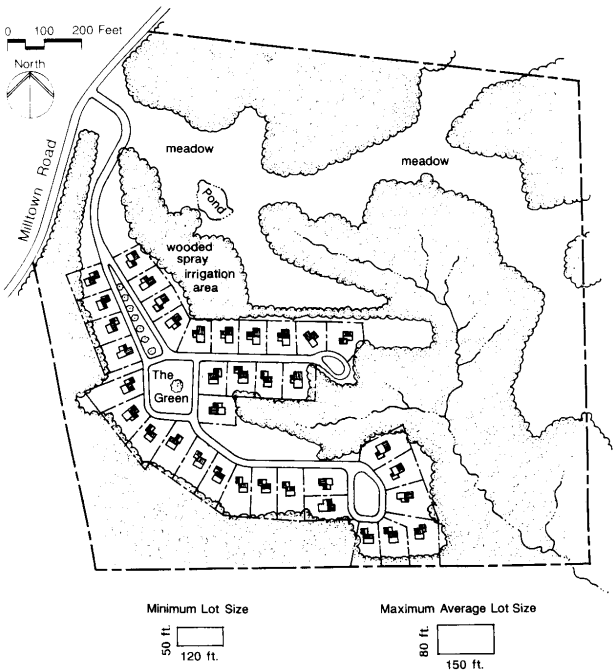 0 100 200 Feet
North
Milltown Road
meadow
meadow
Pond
wooded
spray
irrigation
area
The
Green
Minimum Lot Size
50 ft.
120 ft.
Maximum Average Lot Size
80 ft.
150 ft.